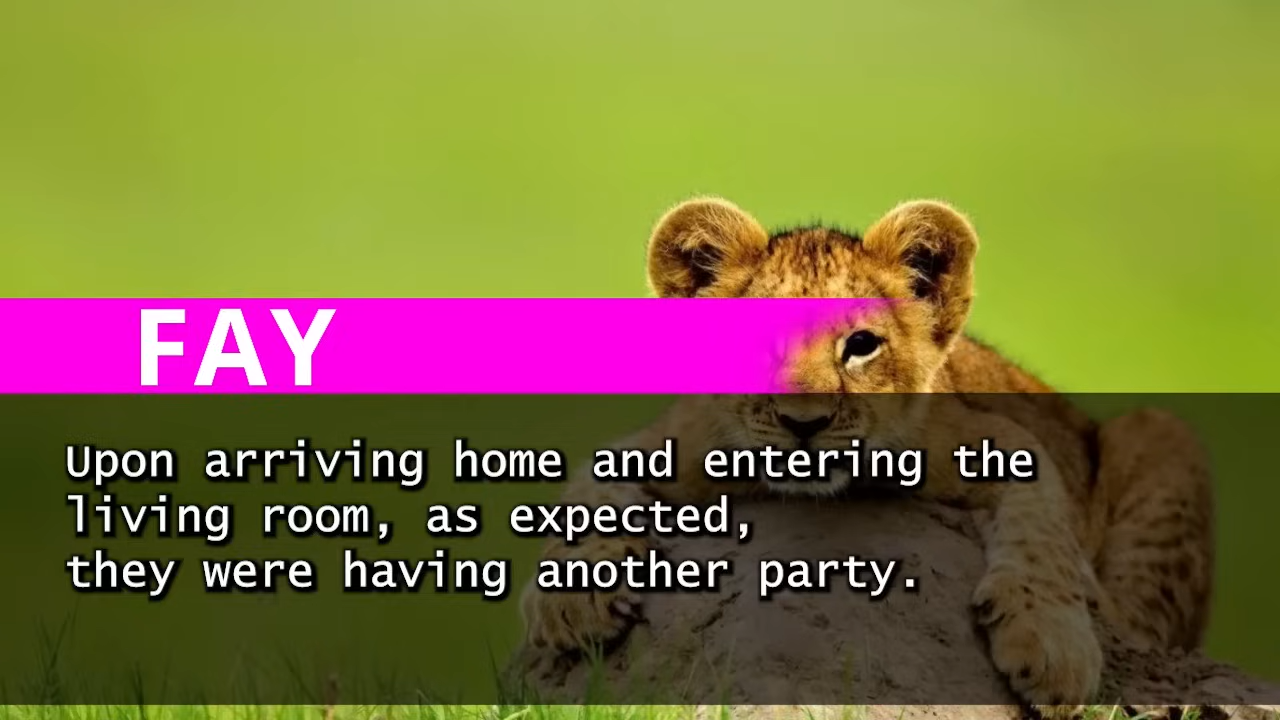 FAY
Upon arriving home and entering the
living room, as expected,
they were having another party.